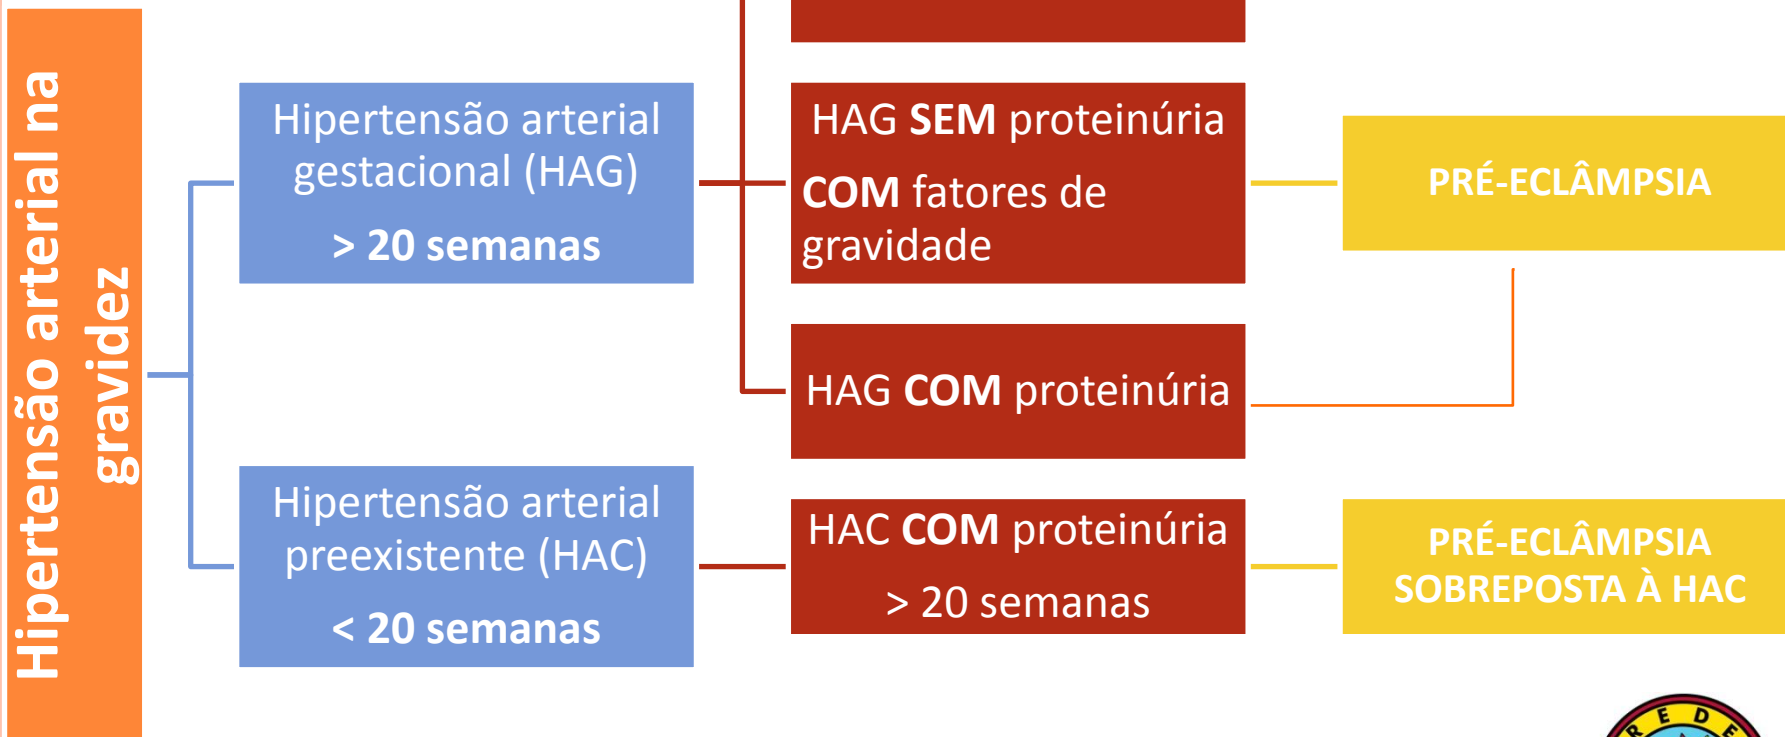 Hipertensão arterial na
gravidez
Hipertensão arterial
gestacional (HAG)
> 20 semanas
HAG SEM proteinúria
COM fatores de
gravidade
PRÉ-ECLÂMPSIA
HAG COM proteinúria
Hipertensão arterial
preexistente (HAC)
< 20 semanas
HAC COM proteinúria
> 20 semanas
PRÉ-ECLÂMPSIA
SOBREPOSTA À HAC
REDE